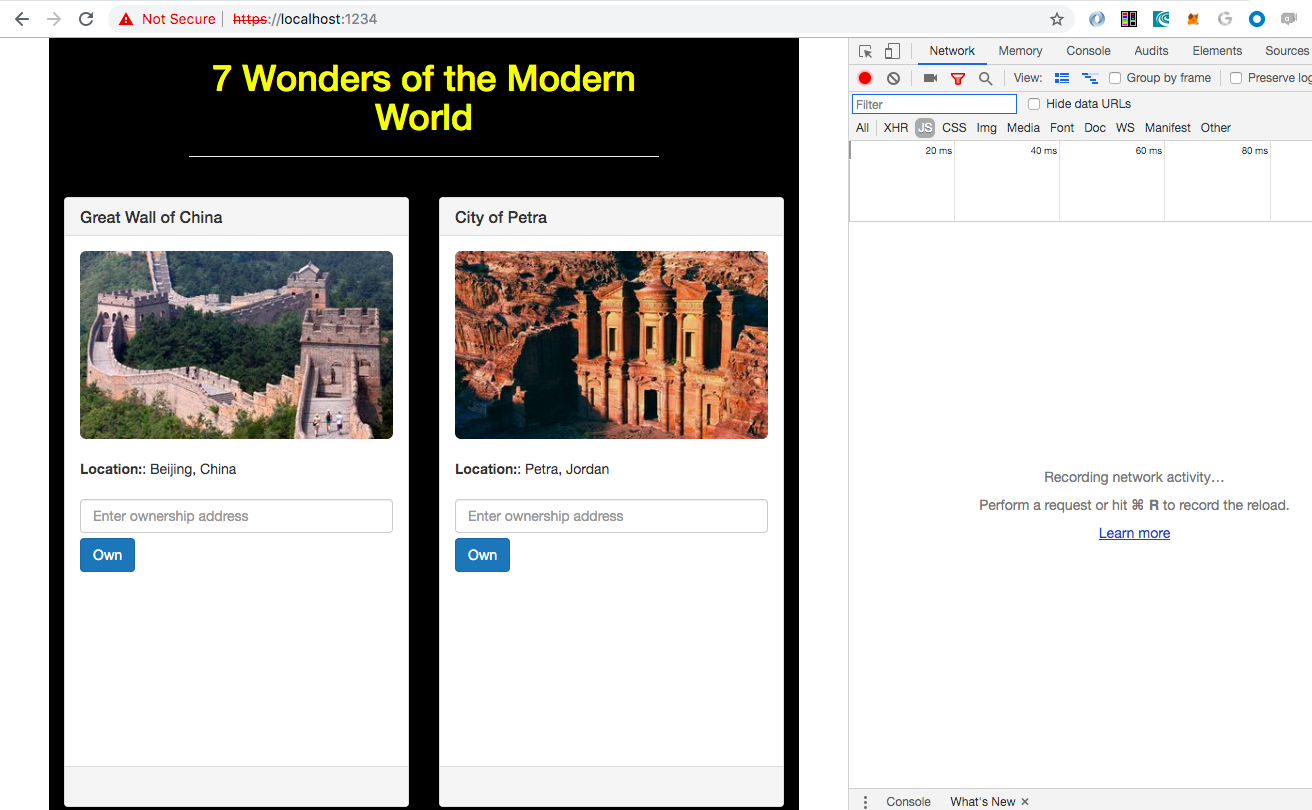 Not Secure | https://localhost:1234
7 Wonders of the Modern
World
Great Wall of China
Location:: Beijing, China
Enter ownership address
Own
City of Petra
Location:: Petra, Jordan
Enter ownership address
Own
Network Memory Console Audits Elements Sources
View: Group by frame Preserve log
Filter Hide data URLs
All XHR JS CSS Img Media Font Doc WS Manifest Other
20 ms 40 ms 60 ms 80 ms
Recording network activity…
Perform a request or hit ⌘ R to record the reload.
Learn more
Console What's New ×